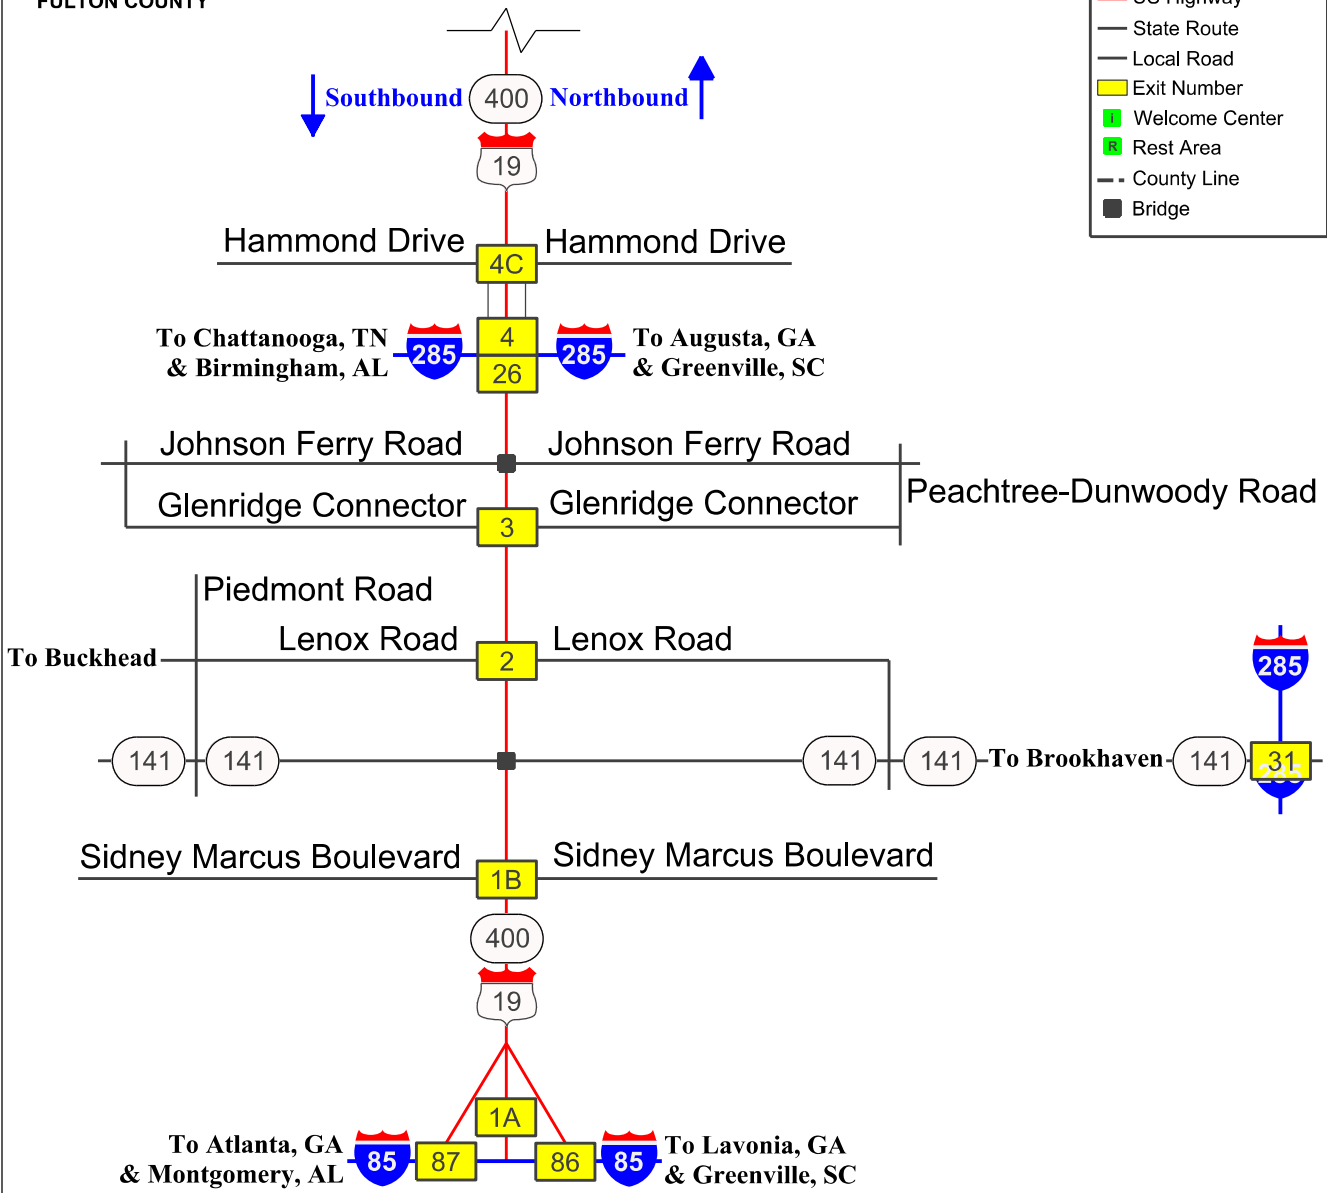 FULTON COUNTY
US Highway
State Route
Local Road
Exit Number
i Welcome Center
R Rest Area
County Line
Bridge
Southbound 400 Northbound
19
Hammond Drive 4C Hammond Drive
To Chattanooga, TN
& Birmingham, AL
285
4
26
285
To Augusta, GA
& Greenville, SC
Johnson Ferry Road Johnson Ferry Road
Glenridge Connector 3 Glenridge Connector
Peachtree-Dunwoody Road
Piedmont Road
Lenox Road 2 Lenox Road
To Buckhead
285
141 141 141 141 To Brookhaven 141 31
285
Sidney Marcus Boulevard 1B Sidney Marcus Boulevard
400
19
1A
To Atlanta, GA
& Montgomery, AL
85 87 86 85
To Lavonia, GA
& Greenville, SC